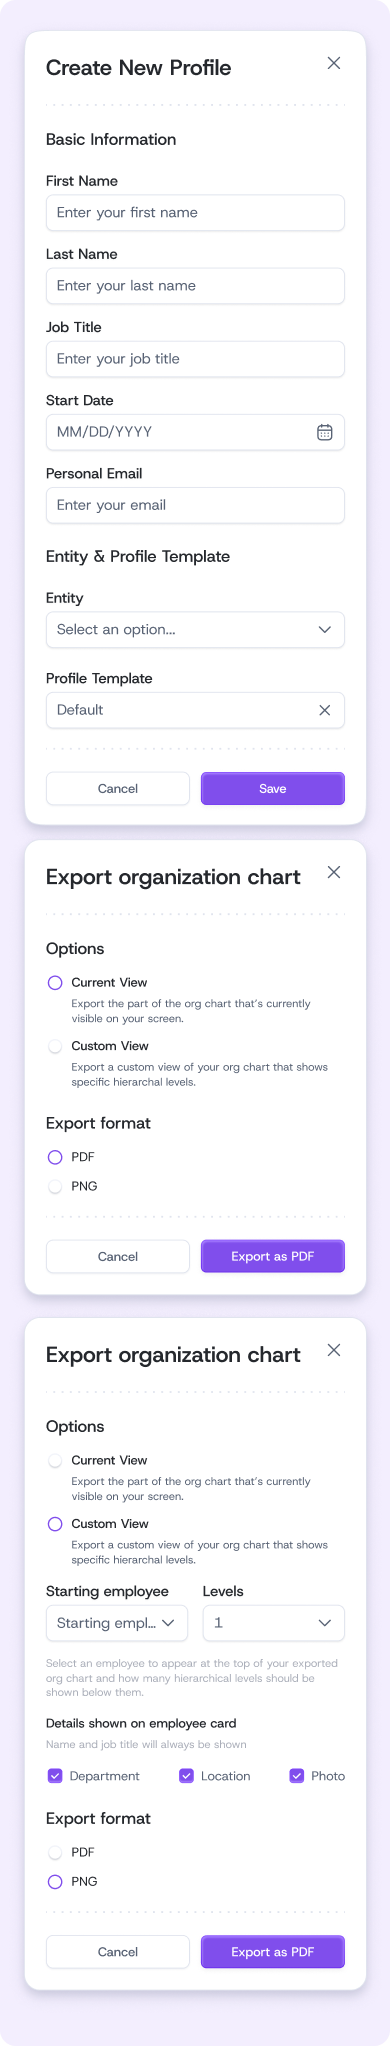 Create New Profile
Basic Information
First Name
Enter your first name
Last Name
Enter your last name
Job Title
Enter your job title
Start Date
MM/DD/YYYY
Personal Email
Enter your email
Entity & Profile Template
Entity
Select an option...
Profile Template
Default
Cancel
Save
Export organization chart
Options
Current View
Export the part of the org chart that's currently
visible on your screen.
Custom View
Export a custom view of your org chart that shows
specific hierarchal levels.
Export format
PDF
PNG
Cancel
Export as PDF
Export organization chart
Options
Current View
Export the part of the org chart that's currently
visible on your screen.
Custom View
Export a custom view of your org chart that shows
specific hierarchal levels.
Starting employee
Levels
Starting empl...
1
Select an employee to appear at the top of your exported
org chart and how many hierarchical levels should be
shown below them.
Details shown on employee card
Name and job title will always be shown
Department
Location
Photo
Export format
PDF
PNG
Cancel
Export as PDF